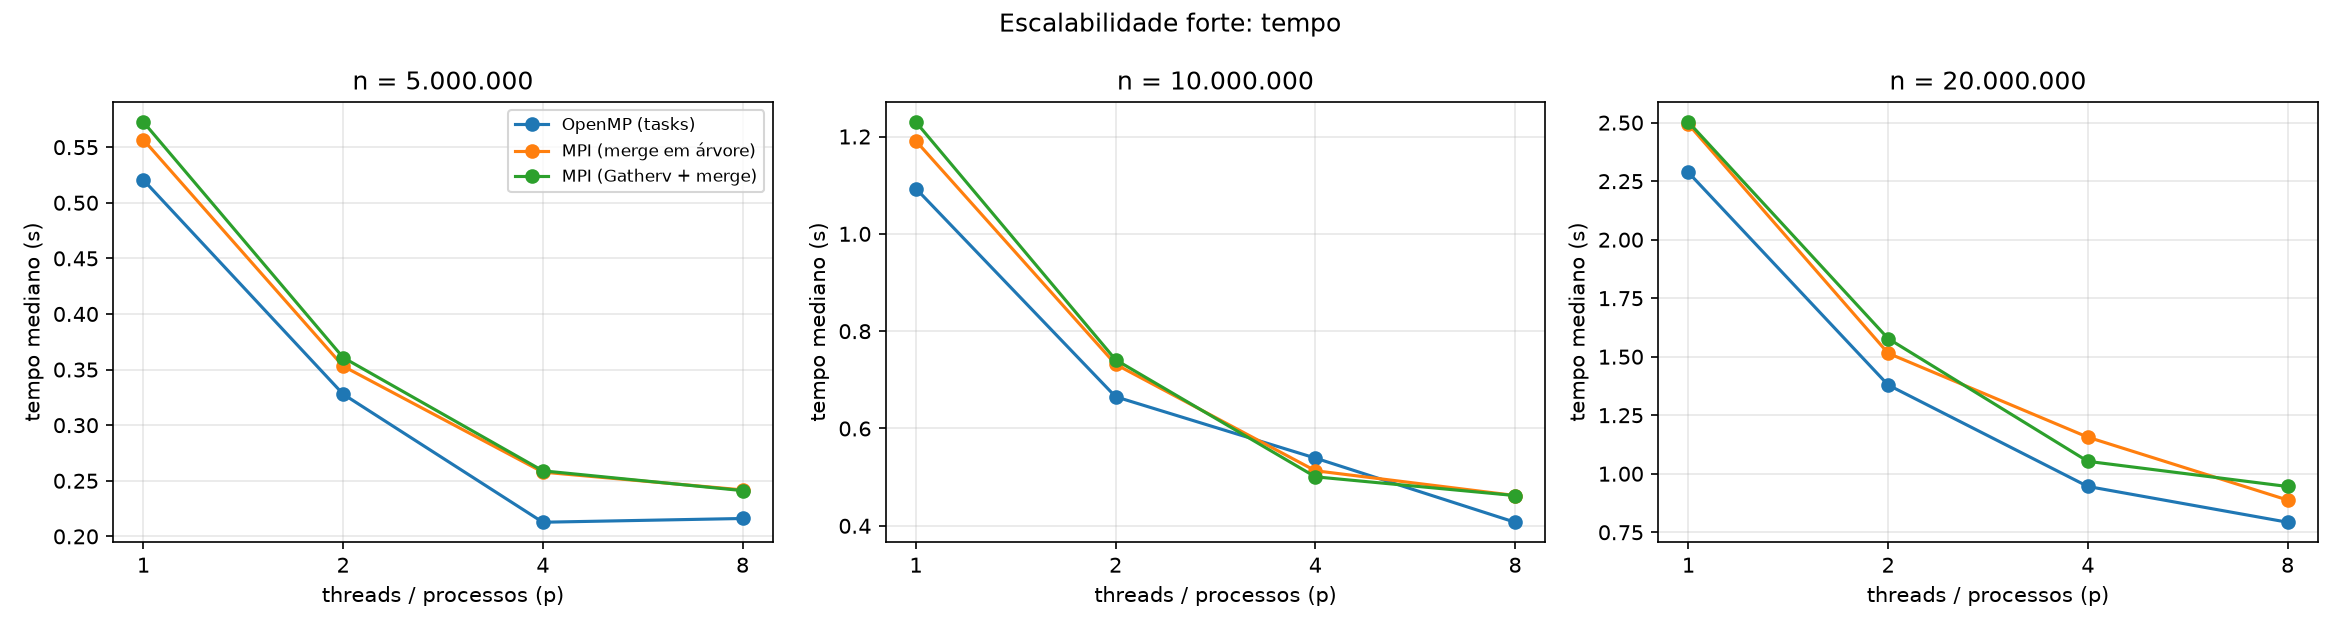 Escalabilidade forte: tempo
n = 5.000.000
tempo mediano (s)
0.55
0.50
0.45
0.40
0.35
0.30
0.25
0.20
OpenMP (tasks)
MPI (merge em árvore)
MPI (Gatherv + merge)
1 2 4 8
threads / processos (p)
n = 10.000.000
tempo mediano (s)
1.2
1.0
0.8
0.6
0.4
1 2 4 8
threads / processos (p)
n = 20.000.000
tempo mediano (s)
2.50
2.25
2.00
1.75
1.50
1.25
1.00
0.75
1 2 4 8
threads / processos (p)